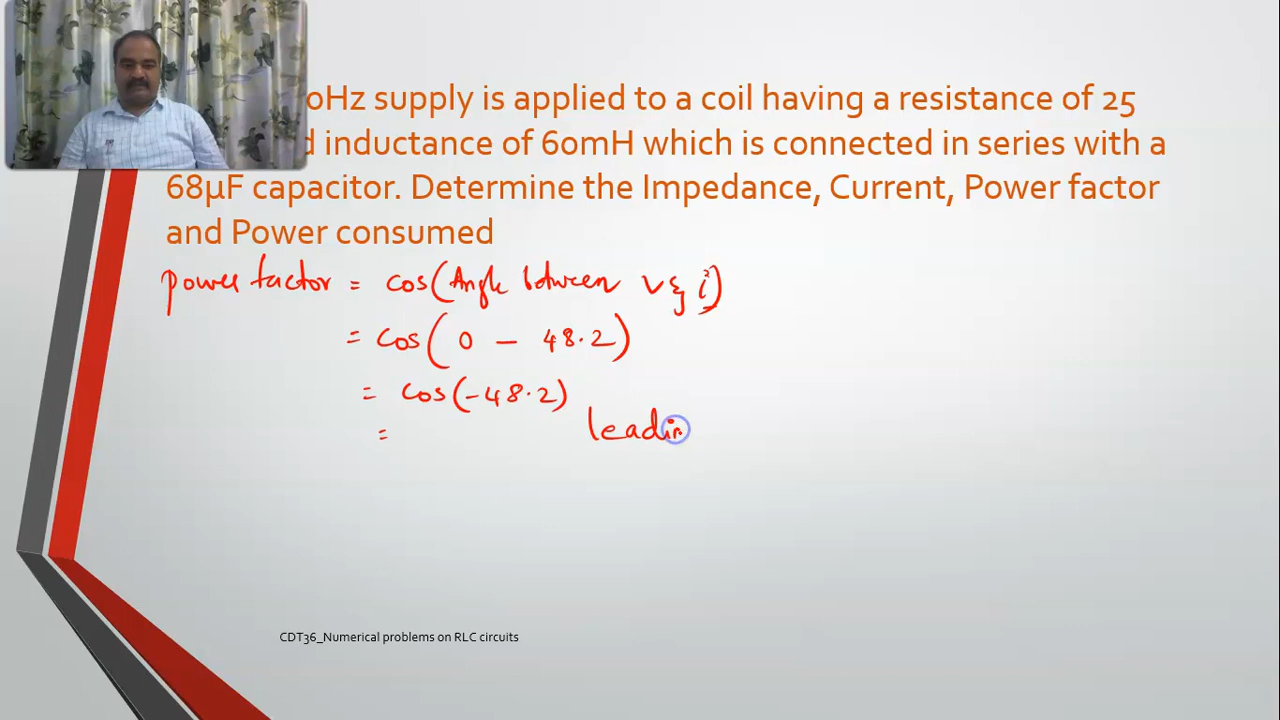 0Hz supply is applied to a coil having a resistance of 25
d inductance of 60mH which is connected in series with a
68µF capacitor. Determine the Impedance, Current, Power factor
and Power consumed
power factor = cos(Angle between v & i)
= cos(0 - 48.2)
= cos(-48.2)
= leadin
CDT36_Numerical problems on RLC circuits